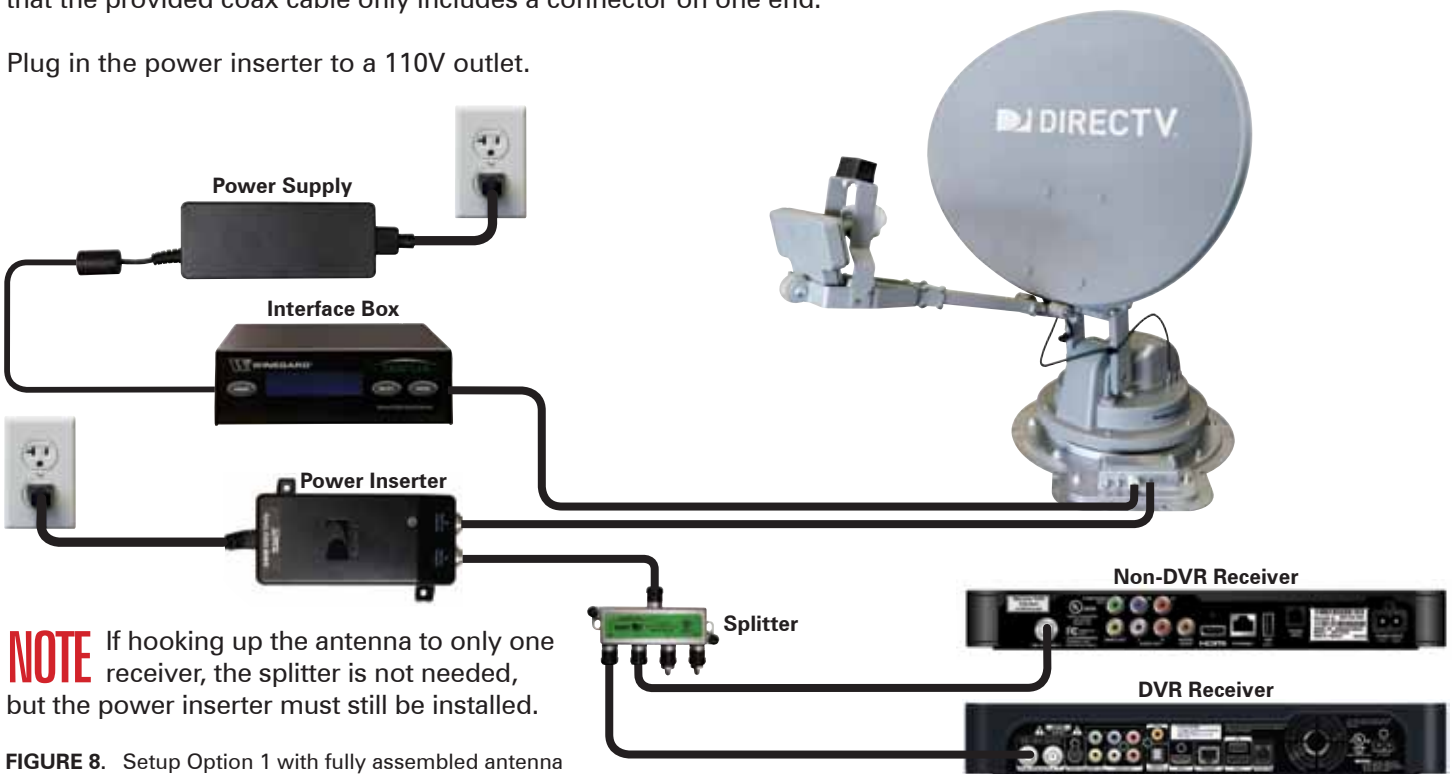 that the provided coax cable only includes a connector on one end.
Plug in the power inserter to a 110V outlet.
DIRECTV
Power Supply
Interface Box
WINEGARD
Power Inserter
Non-DVR Receiver
Splitter
NOTE If hooking up the antenna to only one
receiver, the splitter is not needed,
but the power inserter must still be installed.
DVR Receiver
FIGURE 8. Setup Option 1 with fully assembled antenna